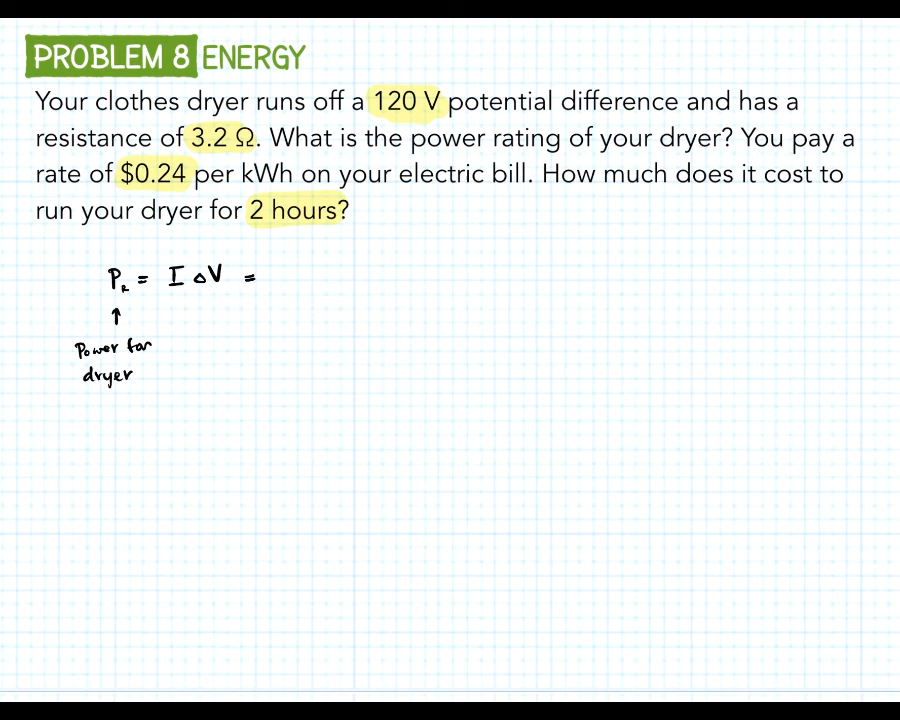 PROBLEM 8 ENERGY
Your clothes dryer runs off a 120 V potential difference and has a
resistance of 3.2 Ω. What is the power rating of your dryer? You pay a
rate of $0.24 per kWh on your electric bill. How much does it cost to
run your dryer for 2 hours?
P_R = I ΔV =
↑
Power for
dryer